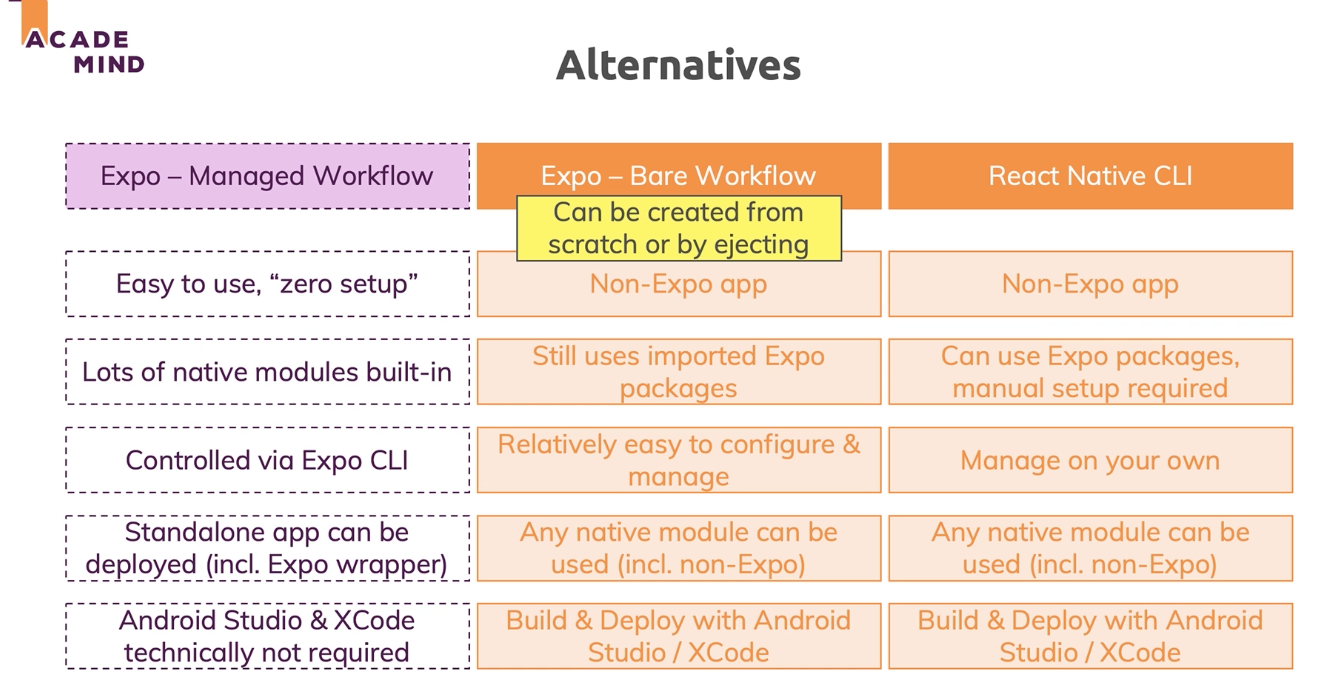 ACADE
MIND
Alternatives
Expo – Managed Workflow
Expo – Bare Workflow
React Native CLI
Can be created from
scratch or by ejecting
Easy to use, “zero setup”
Non-Expo app
Non-Expo app
Lots of native modules built-in
Still uses imported Expo
packages
Can use Expo packages,
manual setup required
Controlled via Expo CLI
Relatively easy to configure &
manage
Manage on your own
Standalone app can be
deployed (incl. Expo wrapper)
Any native module can be
used (incl. non-Expo)
Any native module can be
used (incl. non-Expo)
Android Studio & XCode
technically not required
Build & Deploy with Android
Studio / XCode
Build & Deploy with Android
Studio / XCode